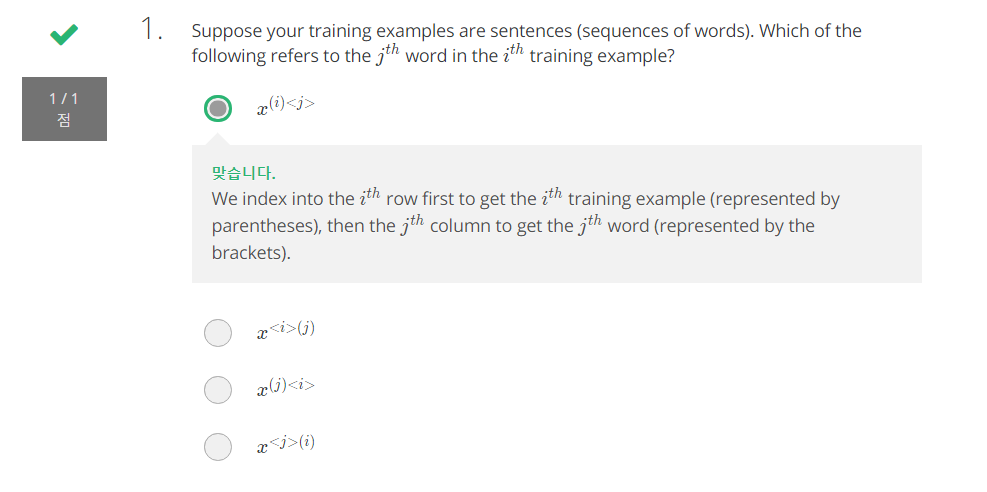 1.
Suppose your training examples are sentences (sequences of words). Which of the
following refers to the j^{th} word in the i^{th} training example?
1 / 1
점
x^{(i)<j>}
맞습니다.
We index into the i^{th} row first to get the i^{th} training example (represented by
parentheses), then the j^{th} column to get the j^{th} word (represented by the
brackets).
x^{<i>(j)}
x^{(j)<i>}
x^{<j>(i)}